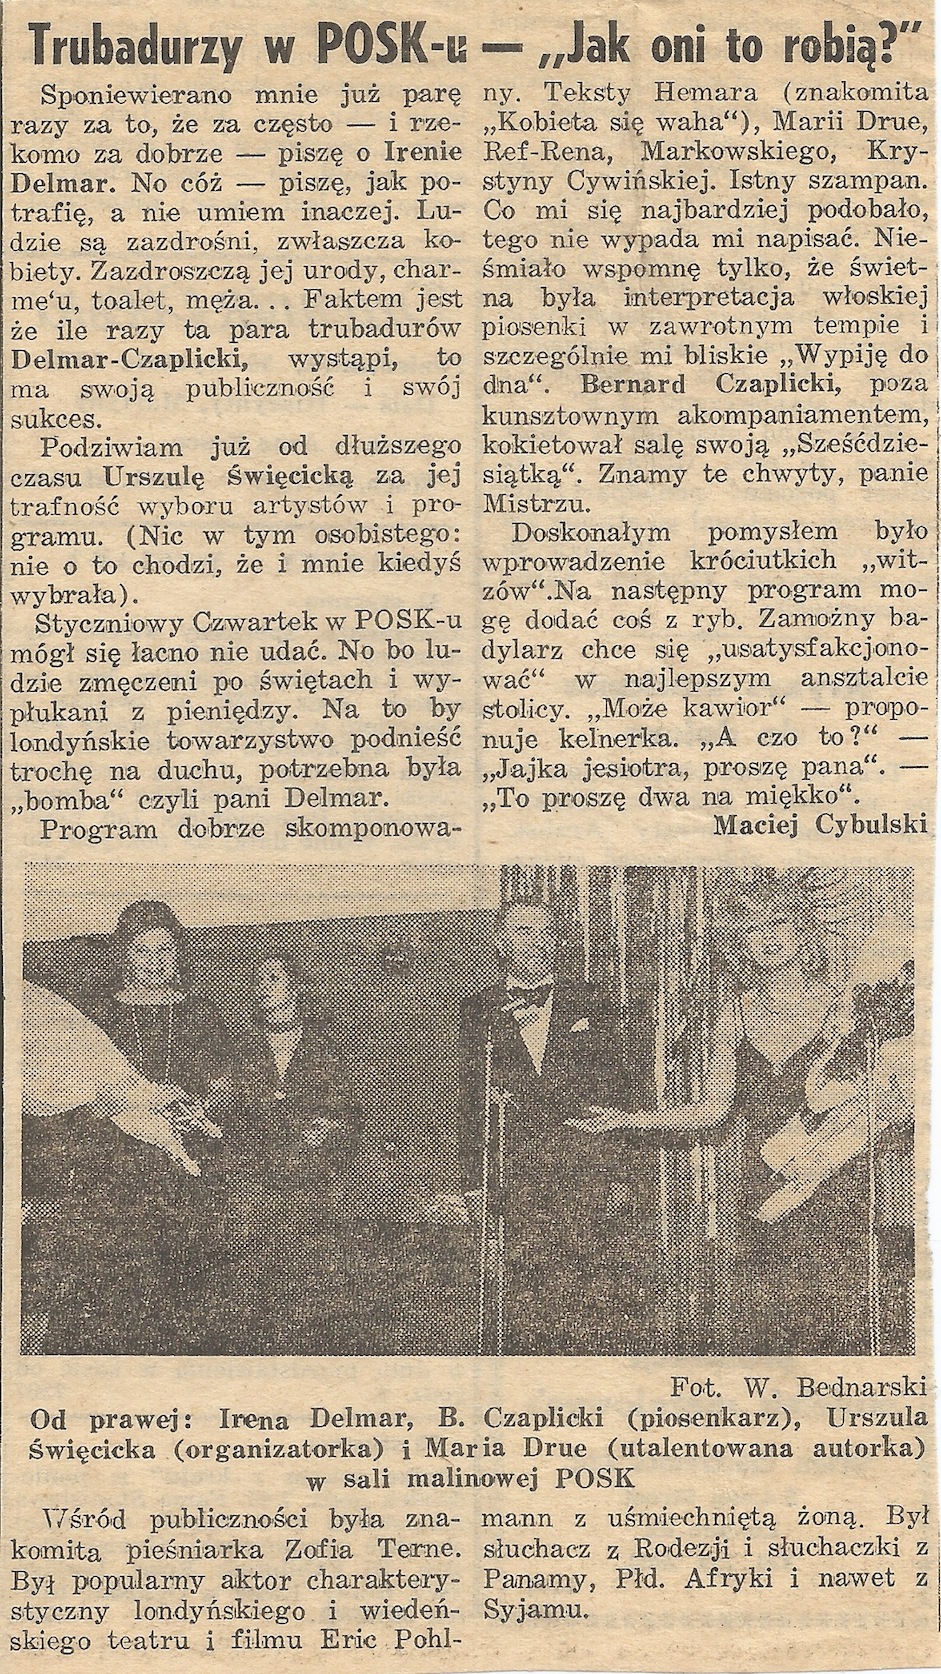 Trubadurzy w POSK-u — „Jak oni to robią?”
Sponiewierano mnie już parę
razy za to, że za często — i rze-
komo za dobrze — piszę o Irenie
Delmar. No cóż — piszę, jak po-
trafię, a nie umiem inaczej. Lu-
dzie są zazdrośni, zwłaszcza ko-
biety. Zazdroszczą jej urody, char-
me‘u, toalet, męża... Faktem jest
że ile razy ta para trubadurów
Delmar-Czaplicki, wystąpi, to
ma swoją publiczność i swój
sukces.
Podziwiam już od dłuższego
czasu Urszulę Święcicką za jej
trafność wyboru artystów i pro-
gramu. (Nic w tym osobistego:
nie o to chodzi, że i mnie kiedyś
wybrała).
Styczniowy Czwartek w POSK-u
mógł się łacno nie udać. No bo lu-
dzie zmęczeni po świętach i wy-
płukani z pieniędzy. Na to by
londyńskie towarzystwo podnieść
trochę na duchu, potrzebna była
„bomba“ czyli pani Delmar.
Program dobrze skomponowa-
ny. Teksty Hemara (znakomita
„Kobieta się waha“), Marii Drue,
Ref-Rena, Markowskiego, Kry-
styny Cywińskiej. Istny szampan.
Co mi się najbardziej podobało,
tego nie wypada mi napisać. Nie-
śmiało wspomnę tylko, że świet-
na była interpretacja włoskiej
piosenki w zawrotnym tempie i
szczególnie mi bliskie „Wypiję do
dna“. Bernard Czaplicki, poza
kunsztownym akompaniamentem,
kokietował salę swoją „Sześćdzie-
siątką“. Znamy te chwyty, panie
Mistrzu.
Doskonałym pomysłem było
wprowadzenie króciutkich „wit-
zów“.Na następny program mo-
gę dodać coś z ryb. Zamożny ba-
dylarz chce się „usatysfakcjono-
wać“ w najlepszym ansztalcie
stolicy. „Może kawior“ — propo-
nuje kelnerka. „A czo to?“ —
„Jajka jesiotra, proszę pana“. —
„To proszę dwa na miękko“.
Maciej Cybulski
Fot. W. Bednarski
Od prawej: Irena Delmar, B. Czaplicki (piosenkarz), Urszula
Święcicka (organizatorka) i Maria Drue (utalentowana autorka)
w sali malinowej POSK
Wśród publiczności była zna-
komita pieśniarka Zofia Terne.
Był popularny aktor charaktery-
styczny londyńskiego i wiedeń-
skiego teatru i filmu Eric Pohl-
mann z uśmiechniętą żoną. Był
słuchacz z Rodezji i słuchaczki z
Panamy, Płd. Afryki i nawet z
Syjamu.